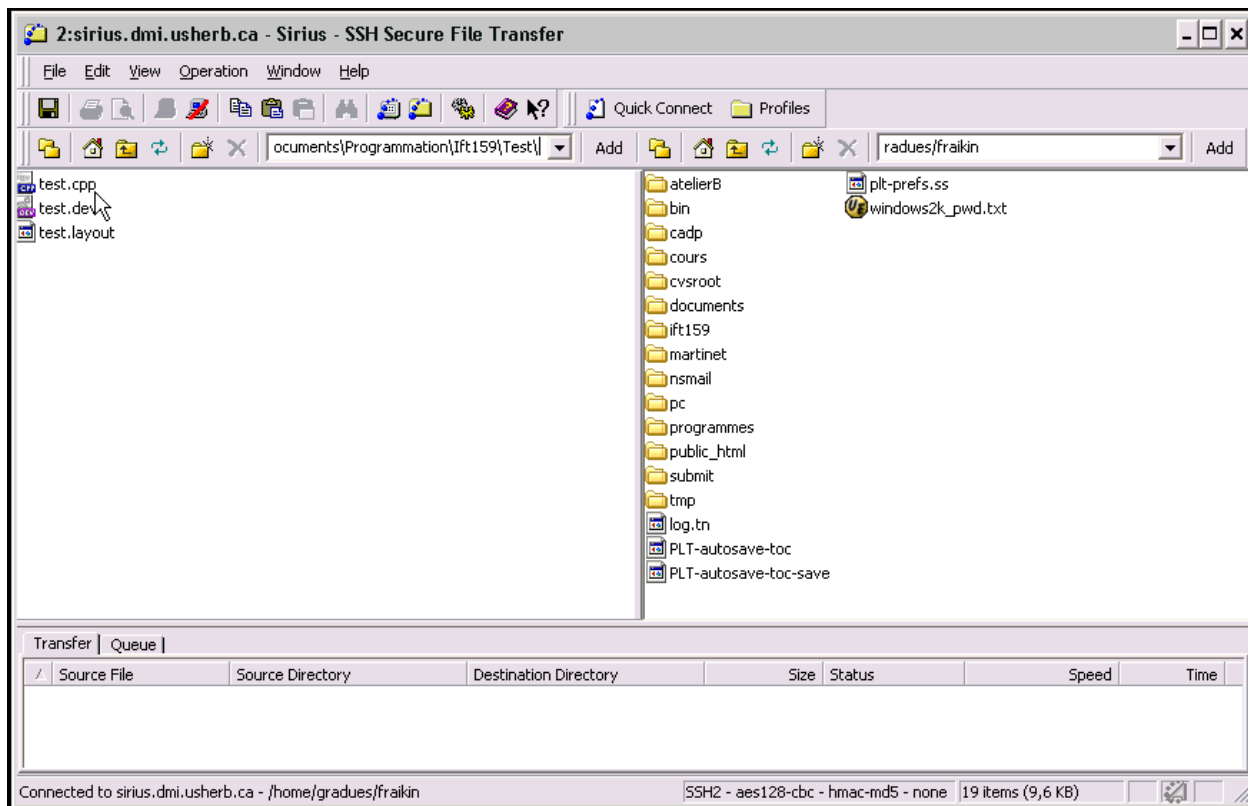 2:sirius.dmi.usherb.ca - Sirius - SSH Secure File Transfer
File Edit View Operation Window Help
Quick Connect Profiles
ocuments\Programmation\Ift159\Test\ Add radues/fraikin Add
test.cpp
test.dev
test.layout
atelierB
bin
cadp
cours
cvsroot
documents
ift159
martinet
nsmail
pc
programmes
public_html
submit
tmp
log.tn
PLT-autosave-toc
PLT-autosave-toc-save
plt-prefs.ss
windows2k_pwd.txt
Transfer Queue
Source File Source Directory Destination Directory Size Status Speed Time
Connected to sirius.dmi.usherb.ca - /home/gradues/fraikin SSH2 - aes128-cbc - hmac-md5 - none 19 items (9,6 KB)